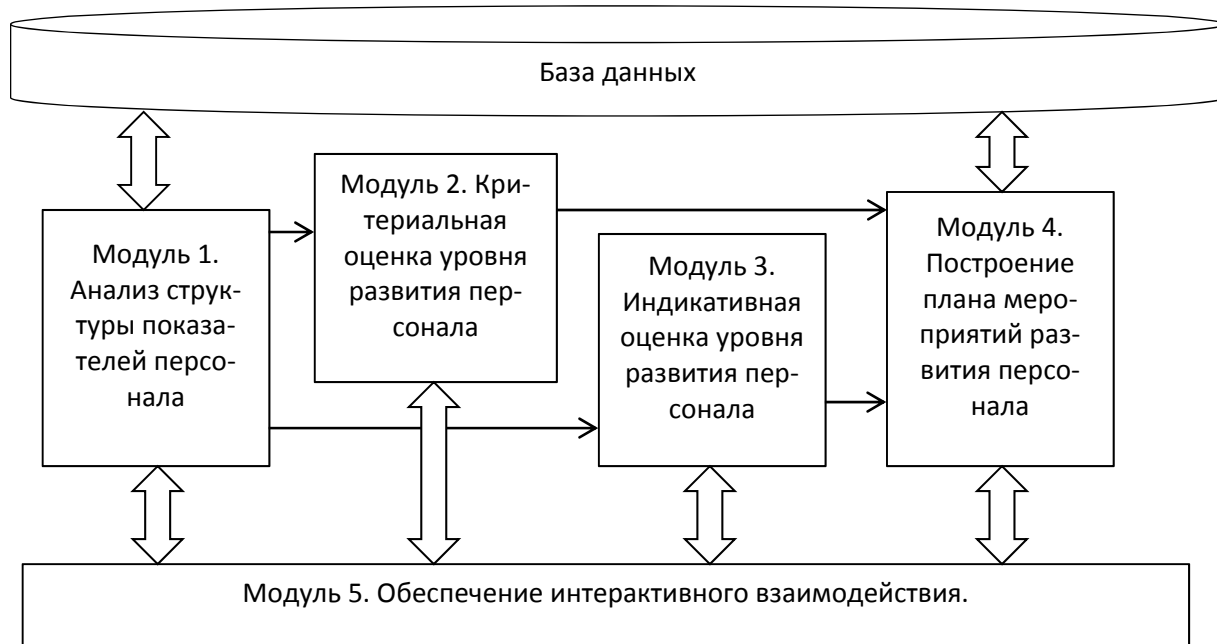 База данных
Модуль 1.
Анализ струк-
туры показа-
телей персо-
нала
Модуль 2. Кри-
териальная
оценка уровня
развития пер-
сонала
Модуль 3.
Индикативная
оценка уровня
развития пер-
сонала
Модуль 4.
Построение
плана меро-
приятий раз-
вития персо-
нала
Модуль 5. Обеспечение интерактивного взаимодействия.